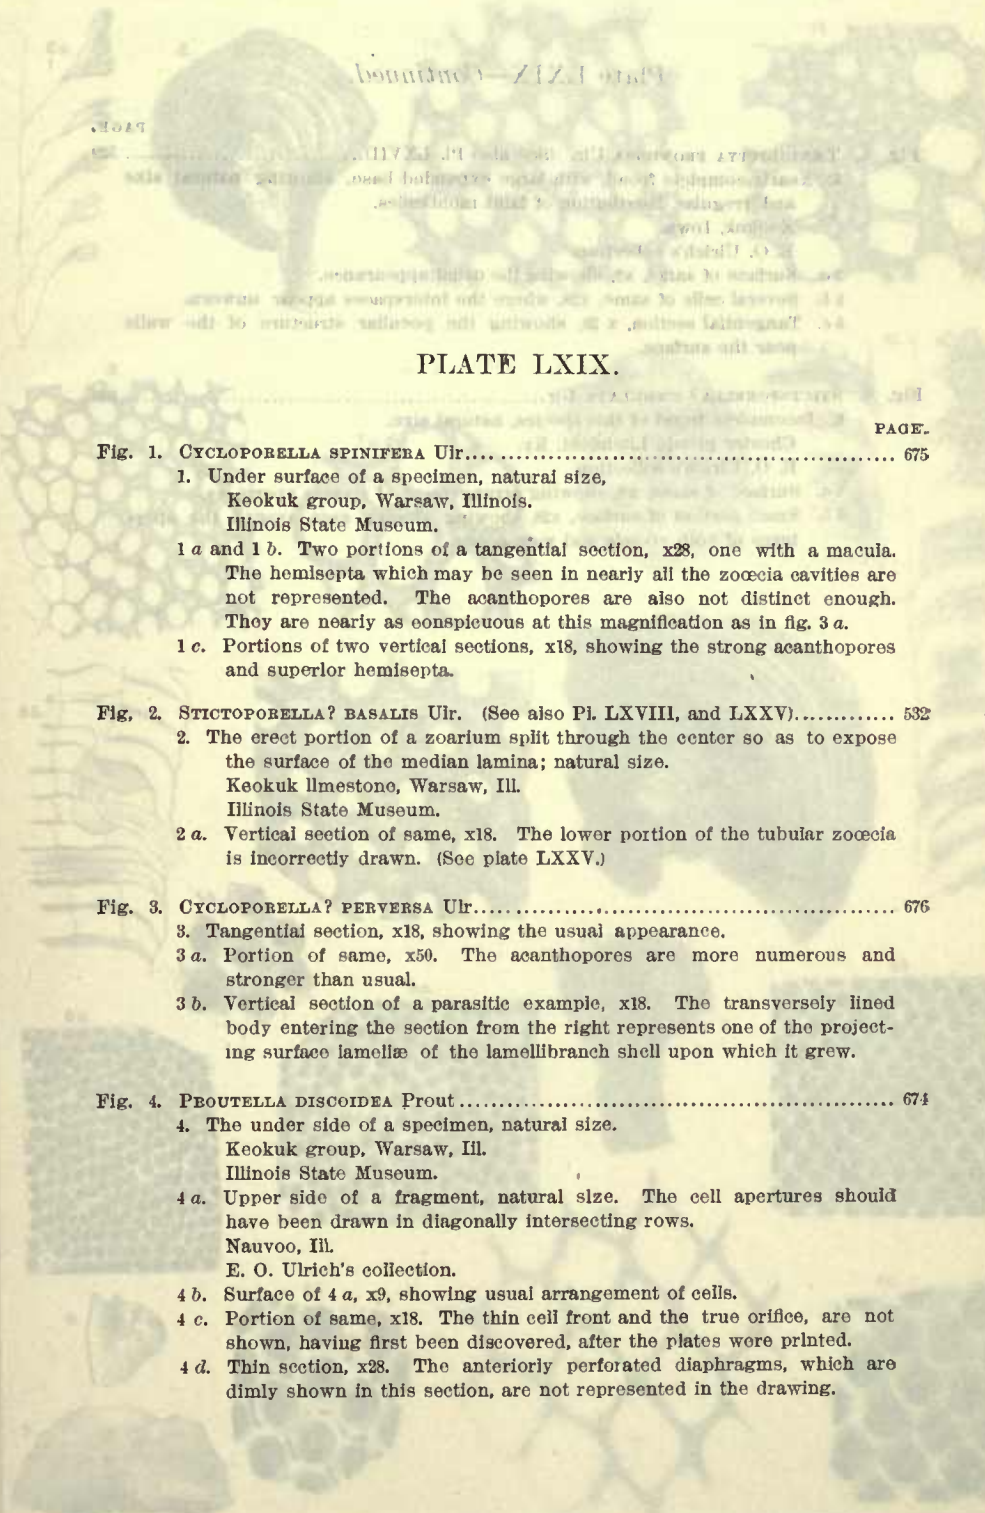 PLATE LXIX.
PAGE.
Fig. 1. CYCLOPORELLA SPINIFERA Ulr.... 675
1. Under surface of a specimen, natural size,
Keokuk group, Warsaw, Illinois.
Illinois State Museum.
1 a and 1 b. Two portions of a tangential section, x28, one with a macula.
The hemisepta which may be seen in nearly all the zoœcia cavities are
not represented. The acanthopores are also not distinct enough.
They are nearly as conspicuous at this magnification as in fig. 3 a.
1 c. Portions of two vertical sections, x18, showing the strong acanthopores
and superior hemisepta.
Fig. 2. STICTOPORELLA? BASALIS Ulr. (See also Pl. LXVIII, and LXXV)............. 532
2. The erect portion of a zoarium split through the center so as to expose
the surface of the median lamina; natural size.
Keokuk limestone, Warsaw, Ill.
Illinois State Museum.
2 a. Vertical section of same, x18. The lower portion of the tubular zoœcia
is incorrectly drawn. (See plate LXXV.)
Fig. 3. CYCLOPORELLA? PERVERSA Ulr.... 676
3. Tangential section, x18, showing the usual appearance.
3 a. Portion of same, x50. The acanthopores are more numerous and
stronger than usual.
3 b. Vertical section of a parasitic example, x18. The transversely lined
body entering the section from the right represents one of the project-
ing surface lamellæ of the lamellibranch shell upon which it grew.
Fig. 4. PROUTELLA DISCOIDEA Prout.... 674
4. The under side of a specimen, natural size.
Keokuk group, Warsaw, Ill.
Illinois State Museum.
4 a. Upper side of a fragment, natural size. The cell apertures should
have been drawn in diagonally intersecting rows.
Nauvoo, Ill.
E. O. Ulrich's collection.
4 b. Surface of 4 a, x9, showing usual arrangement of cells.
4 c. Portion of same, x18. The thin cell front and the true orifice, are not
shown, having first been discovered, after the plates were printed.
4 d. Thin section, x28. The anteriorly perforated diaphragms, which are
dimly shown in this section, are not represented in the drawing.